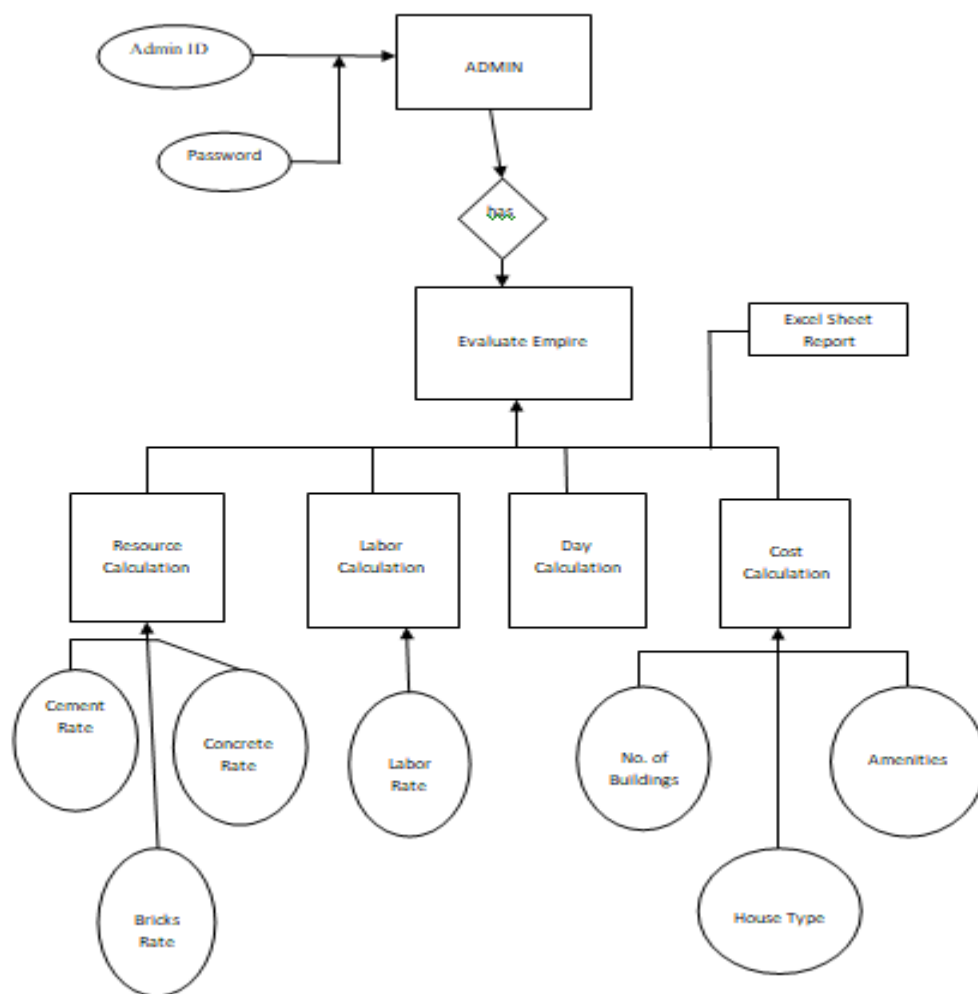 Admin ID
ADMIN
Password
has
Evaluate Empire
Excel Sheet
Report
Resource
Calculation
Labor
Calculation
Day
Calculation
Cost
Calculation
Cement
Rate
Concrete
Rate
Labor
Rate
No. of
Buildings
Amenities
Bricks
Rate
House Type